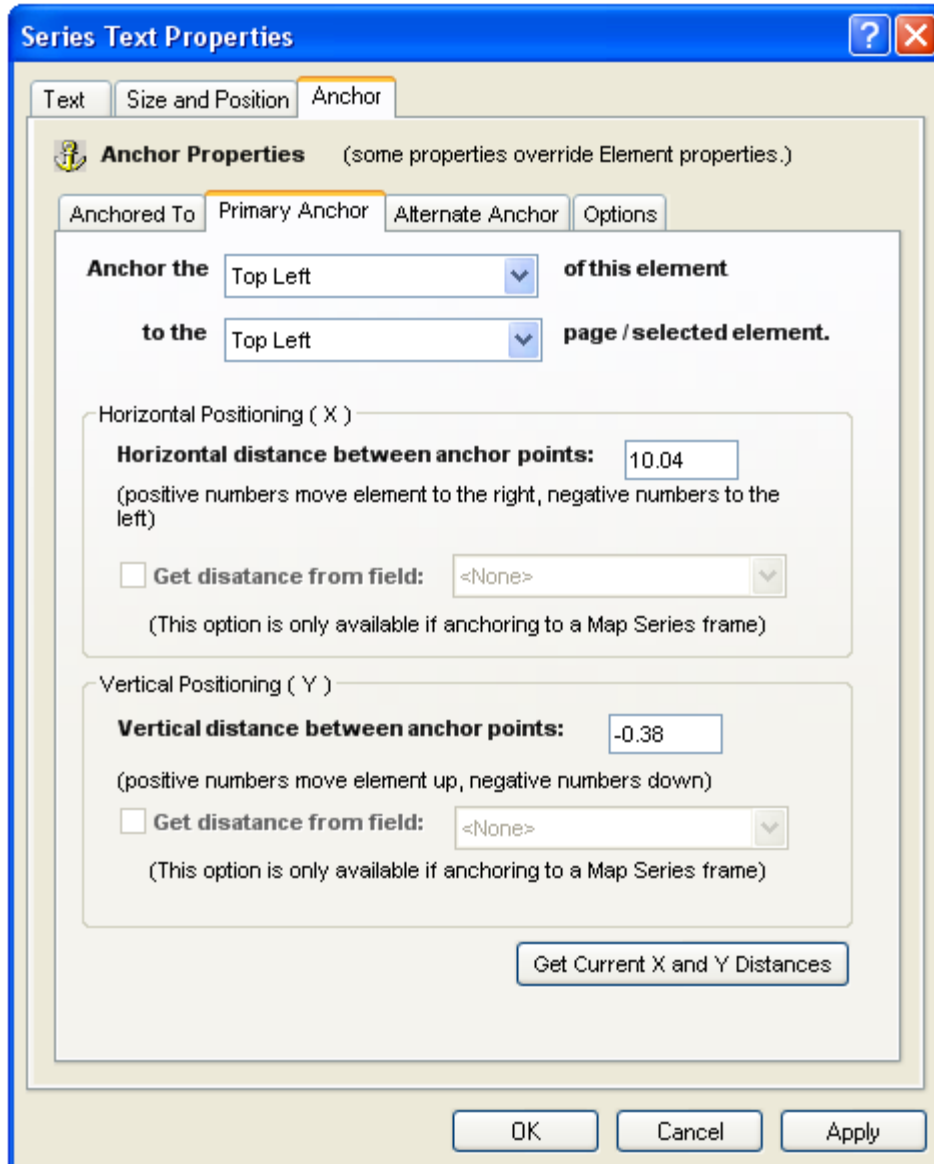 Series Text Properties
Text
Size and Position
Anchor
Anchor Properties (some properties override Element properties.)
Anchored To
Primary Anchor
Alternate Anchor
Options
Anchor the Top Left of this element
to the Top Left page / selected element.
Horizontal Positioning ( X )
Horizontal distance between anchor points: 10.04
(positive numbers move element to the right, negative numbers to the
left)
Get disatance from field: <None>
(This option is only available if anchoring to a Map Series frame)
Vertical Positioning ( Y )
Vertical distance between anchor points: -0.38
(positive numbers move element up, negative numbers down)
Get disatance from field: <None>
(This option is only available if anchoring to a Map Series frame)
Get Current X and Y Distances
OK
Cancel
Apply